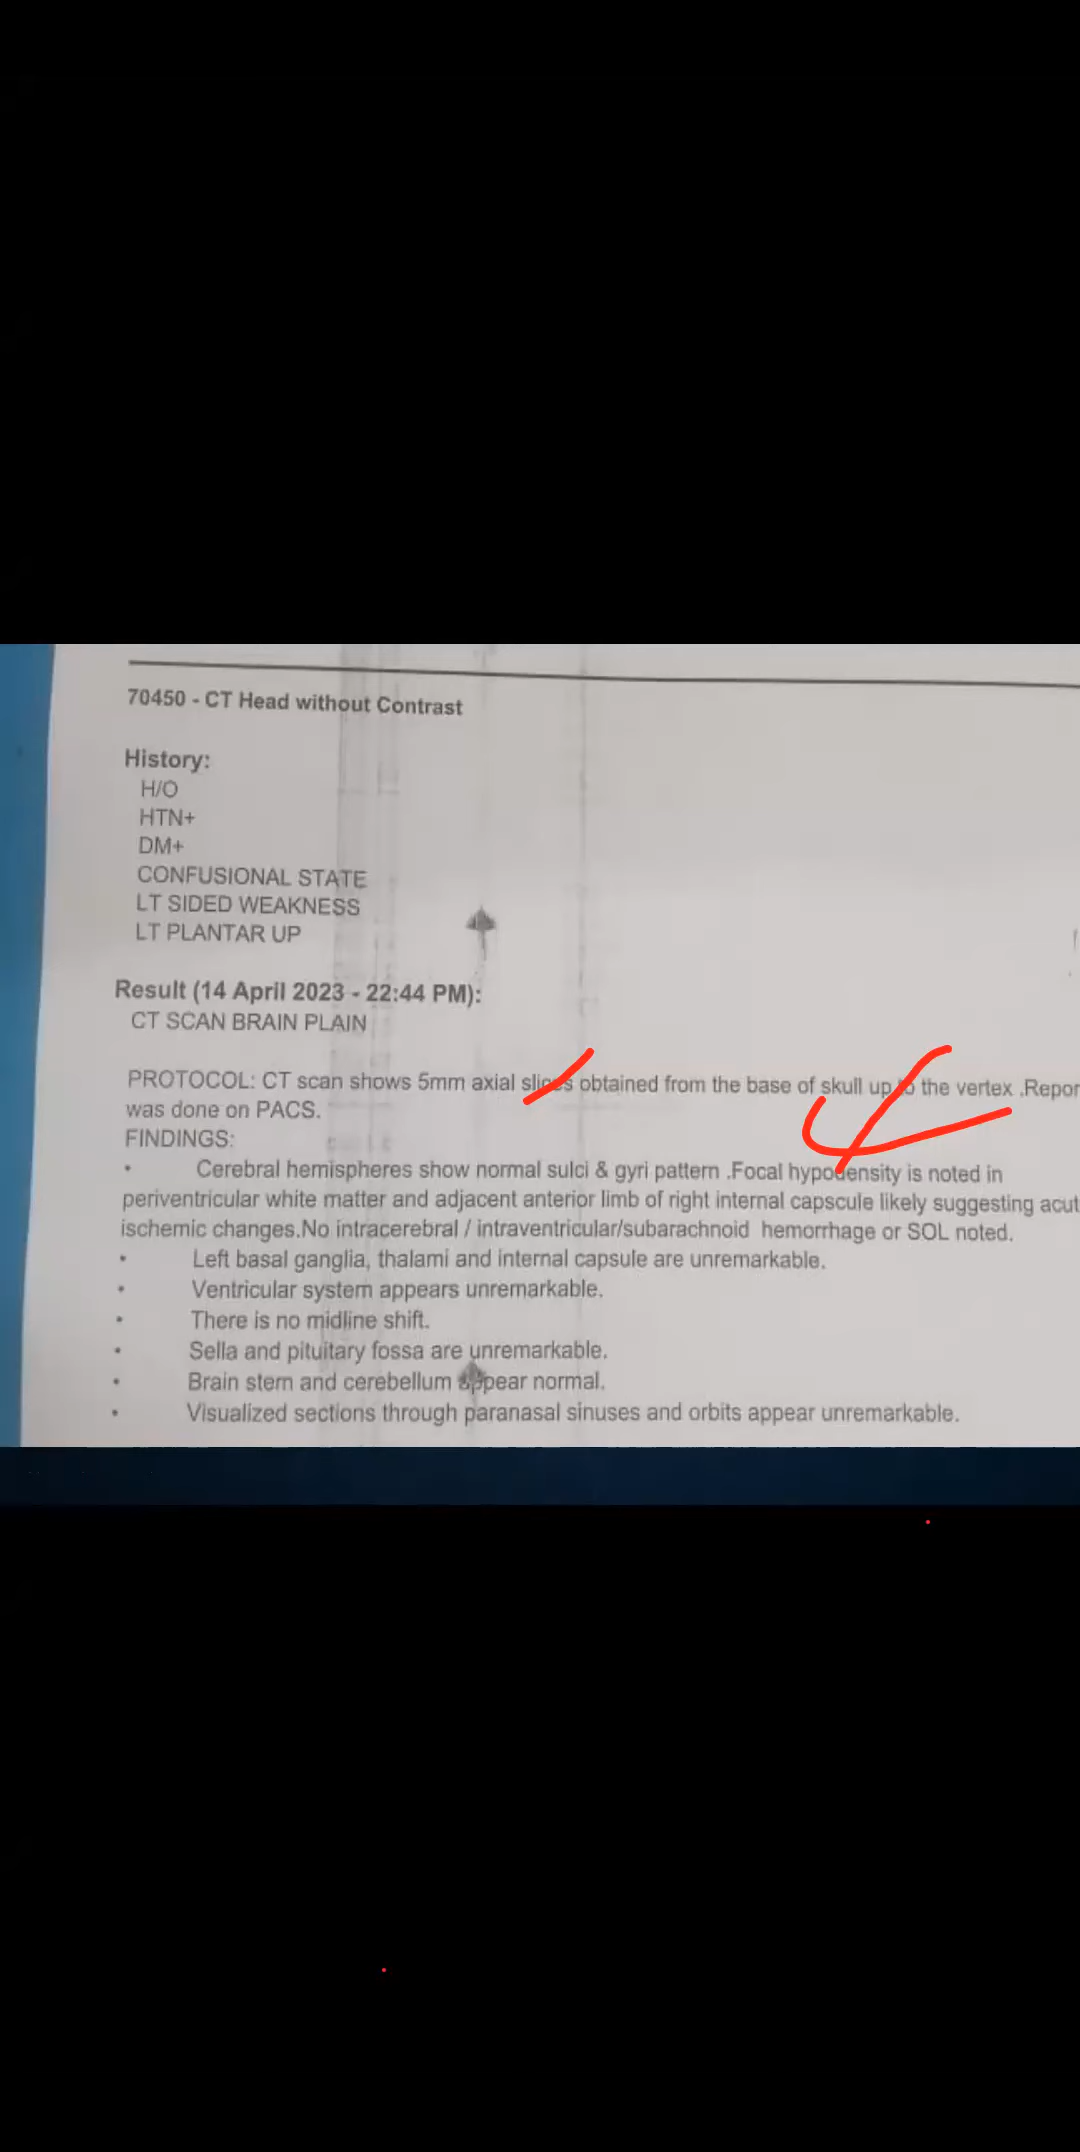 70450 - CT Head without Contrast
History:
H/O
HTN+
DM+
CONFUSIONAL STATE
LT SIDED WEAKNESS
LT PLANTAR UP
Result (14 April 2023 - 22:44 PM):
CT SCAN BRAIN PLAIN
PROTOCOL: CT scan shows 5mm axial slices obtained from the base of skull up to the vertex .Repor
was done on PACS.
FINDINGS:
• Cerebral hemispheres show normal sulci & gyri pattern .Focal hypodensity is noted in
periventricular white matter and adjacent anterior limb of right internal capscule likely suggesting acut
ischemic changes.No intracerebral / intraventricular/subarachnoid hemorrhage or SOL noted.
• Left basal ganglia, thalami and internal capsule are unremarkable.
• Ventricular system appears unremarkable.
• There is no midline shift.
• Sella and pituitary fossa are unremarkable.
• Brain stem and cerebellum appear normal.
• Visualized sections through paranasal sinuses and orbits appear unremarkable.